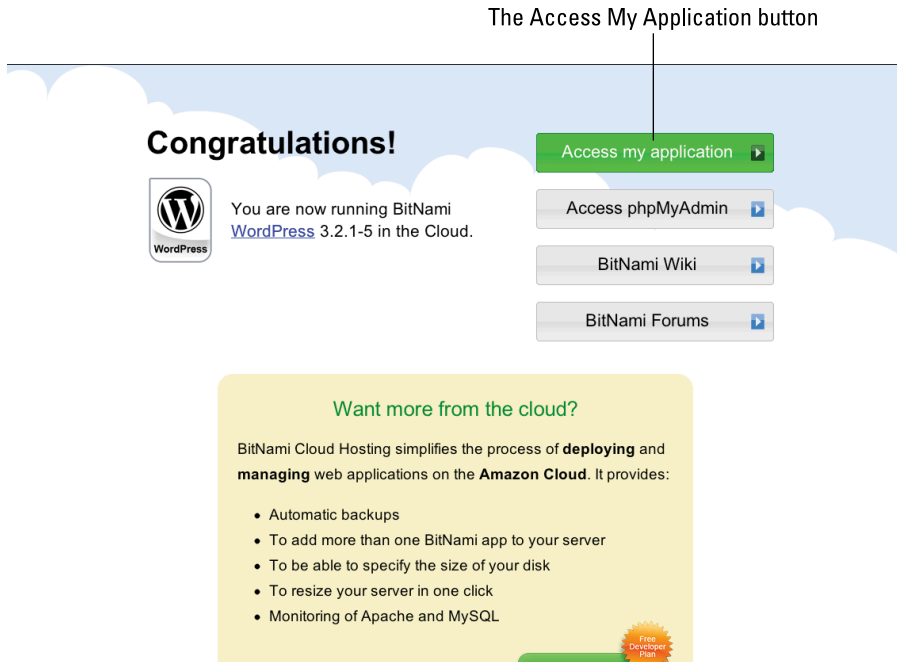 The Access My Application button
Congratulations!
Access my application
WordPress
You are now running BitNami
WordPress 3.2.1-5 in the Cloud.
Access phpMyAdmin
BitNami Wiki
BitNami Forums
Want more from the cloud?
BitNami Cloud Hosting simplifies the process of deploying and
managing web applications on the Amazon Cloud. It provides:
• Automatic backups
• To add more than one BitNami app to your server
• To be able to specify the size of your disk
• To resize your server in one click
• Monitoring of Apache and MySQL
Free
Developer
Plan